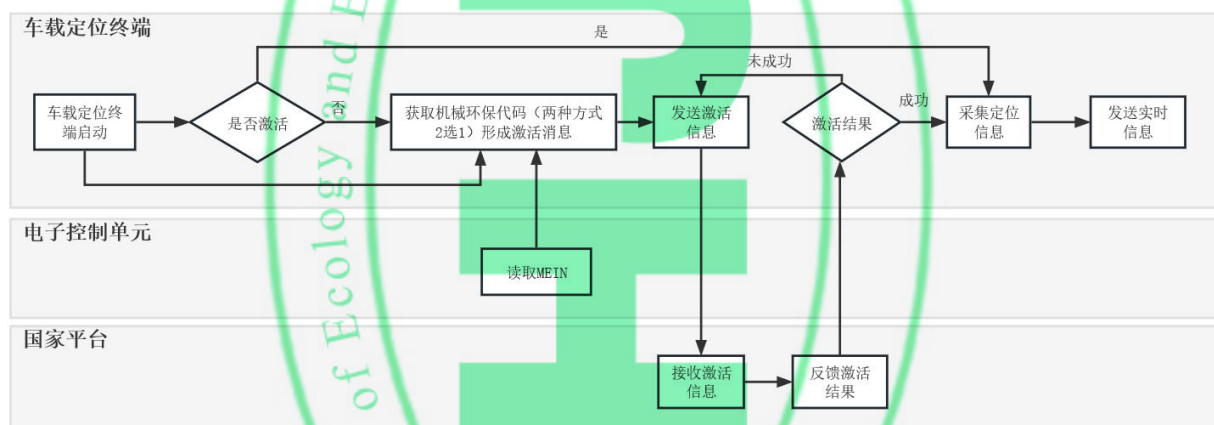 车载定位终端
是
未成功
车载定位终
端启动
是否激活
否
获取机械环保代码（两种方式
2选1）形成激活消息
发送激活
信息
激活结果
成功
采集定位
信息
发送实时
信息
电子控制单元
读取MEIN
国家平台
接收激活
信息
反馈激活
结果
of Ecology and E